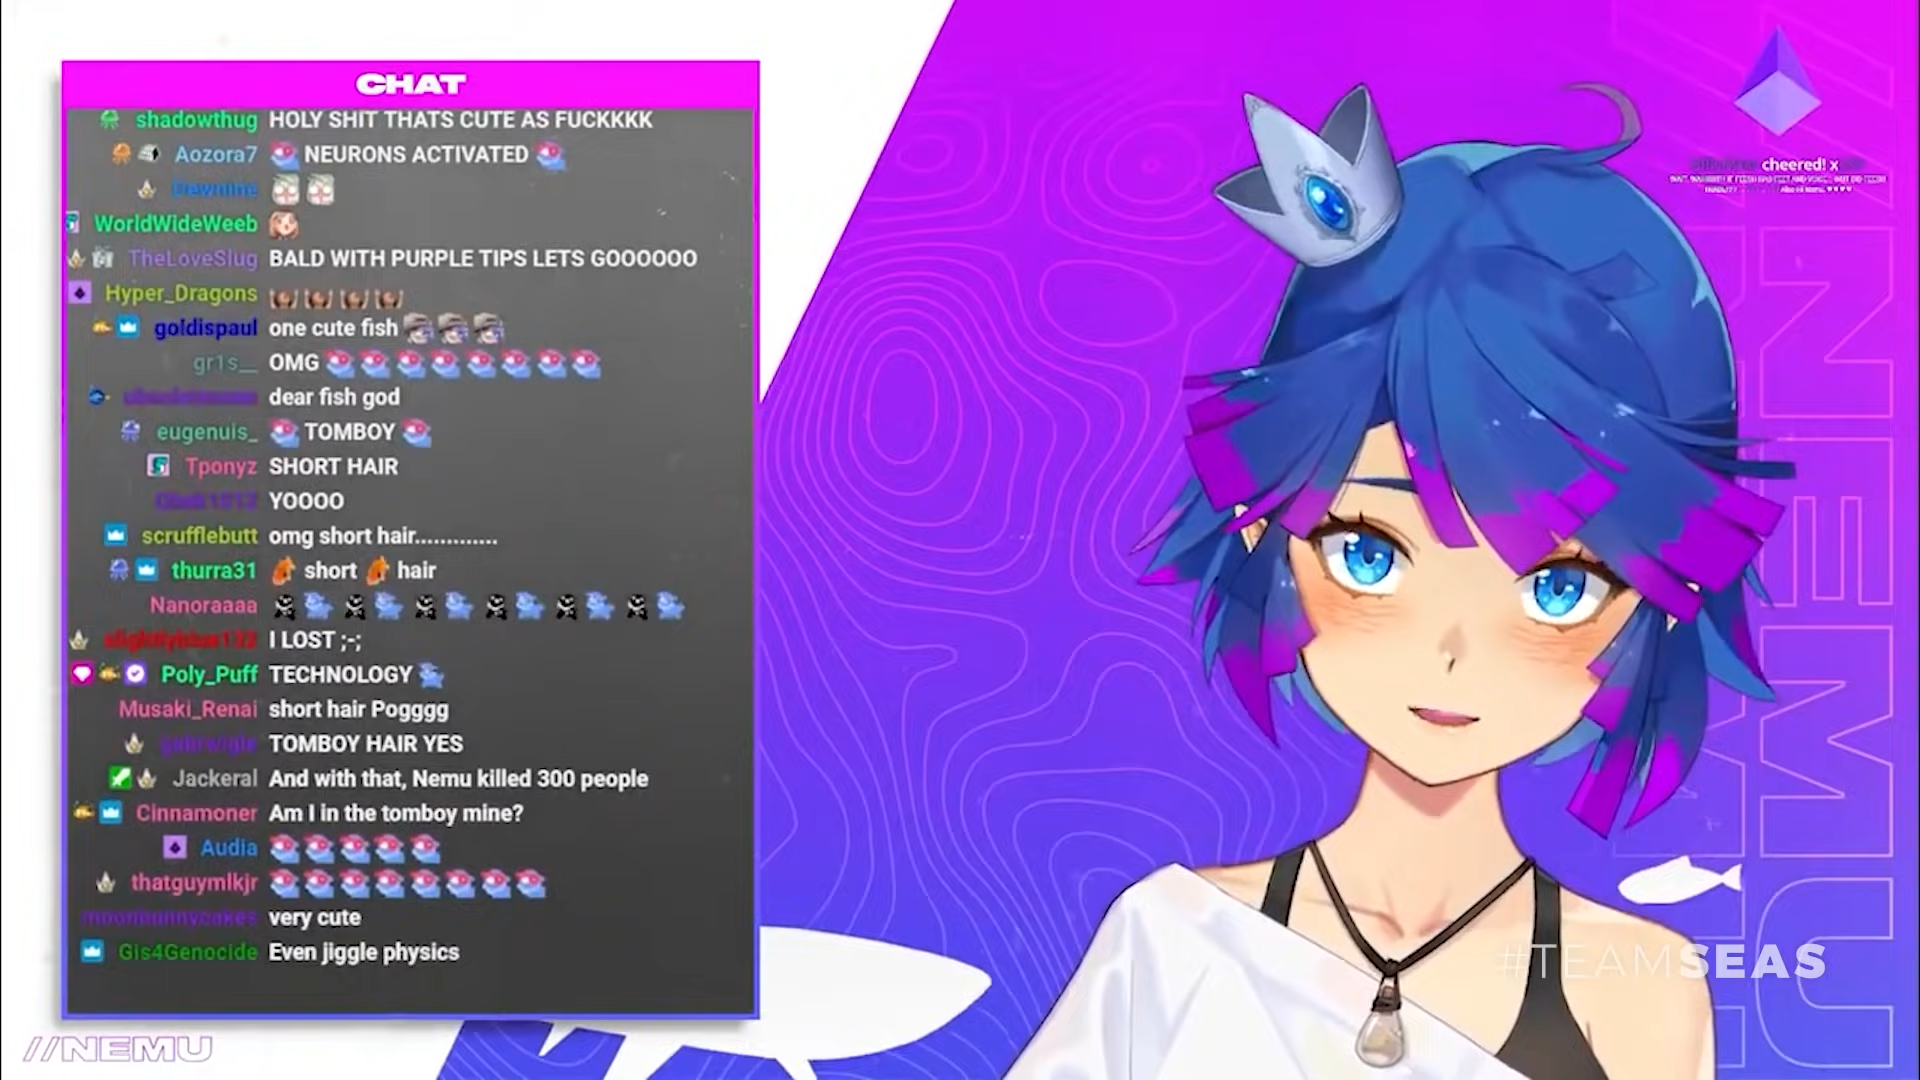 CHAT
shadowthug HOLY SHIT THATS CUTE AS FUCKKKK
Aozora7 NEURONS ACTIVATED
WorldWideWeeb
TheLoveSlug BALD WITH PURPLE TIPS LETS GOOOOOO
Hyper_Dragons
goldispaul one cute fish
gr1s__ OMG
dear fish god
eugenuis_ TOMBOY
Tponyz SHORT HAIR
YOOOO
scrufflebutt omg short hair.............
thurra31 short hair
Nanoraaaa
I LOST ;-;
Poly_Puff TECHNOLOGY
Musaki_Renai short hair Pogggg
TOMBOY HAIR YES
Jackeral And with that, Nemu killed 300 people
Cinnamoner Am I in the tomboy mine?
Audia
thatguymlkjr
moonbunnycakes very cute
Gis4Genocide Even jiggle physics
//NEMU
cheered! x
//NEMU
#TEAMSEAS